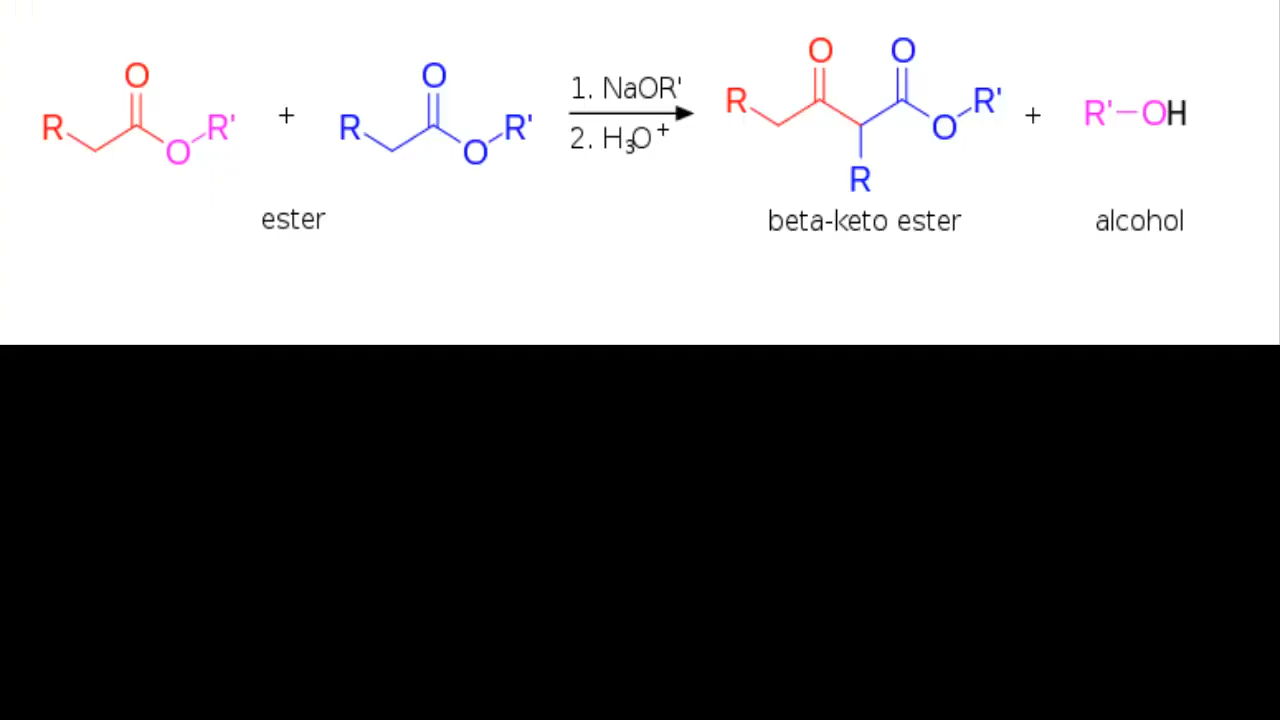 O O O O
R O R' + R O R' 1. NaOR' R R O R' + R'—OH
2. H₃O⁺
ester beta-keto ester alcohol